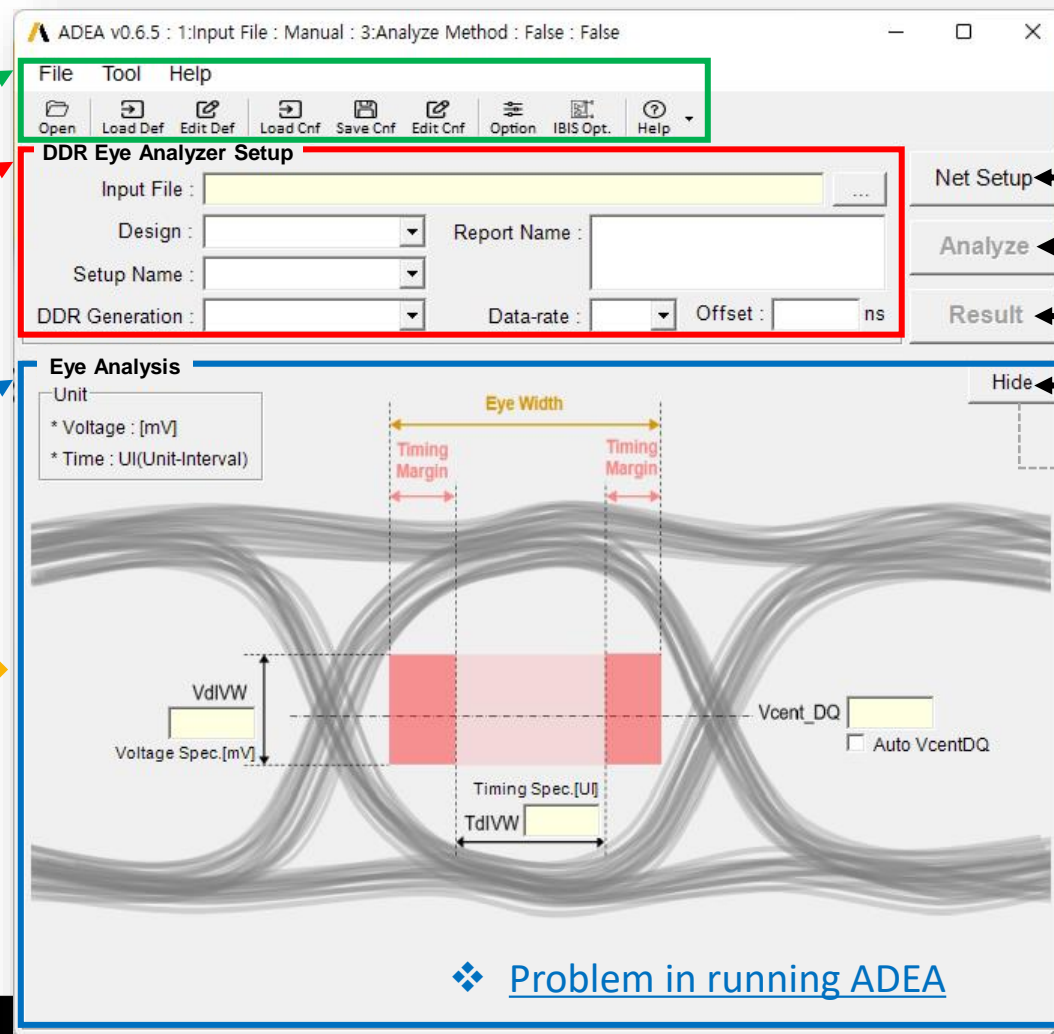 ADEA v0.6.5 : 1:Input File : Manual : 3:Analyze Method : False : False
File Tool Help
Open Load Def Edit Def Load Cnf Save Cnf Edit Cnf Option IBIS Opt. Help
DDR Eye Analyzer Setup
Input File : ...
Net Setup
Design : Report Name :
Analyze
Setup Name :
DDR Generation : Data-rate : Offset : ns
Result
Eye Analysis
Hide
Unit
* Voltage : [mV]
* Time : UI(Unit-Interval)
Eye Width
Timing Margin
Timing Margin
VdIVW
Voltage Spec.[mV]
Vcent_DQ
Auto VcentDQ
Timing Spec.[UI]
TdIVW
❖ Problem in running ADEA